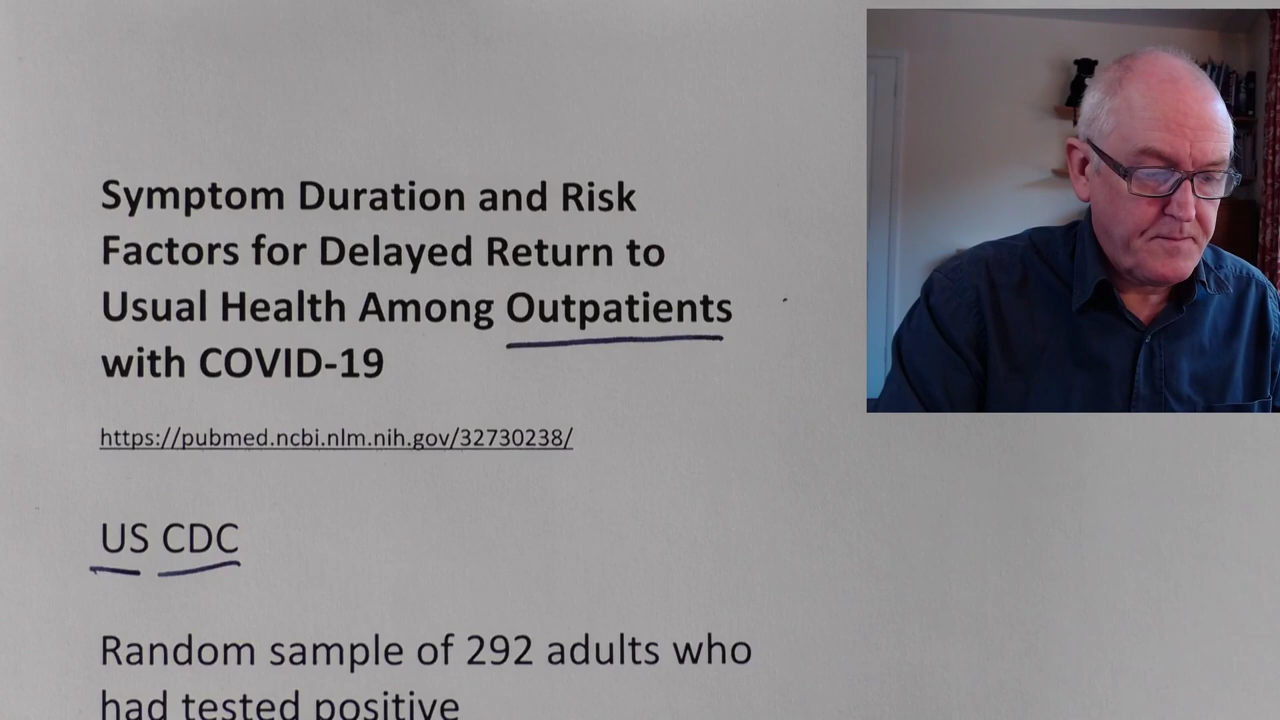 Symptom Duration and Risk
Factors for Delayed Return to
Usual Health Among Outpatients
with COVID-19
https://pubmed.ncbi.nlm.nih.gov/32730238/
US CDC
Random sample of 292 adults who
had tested positive